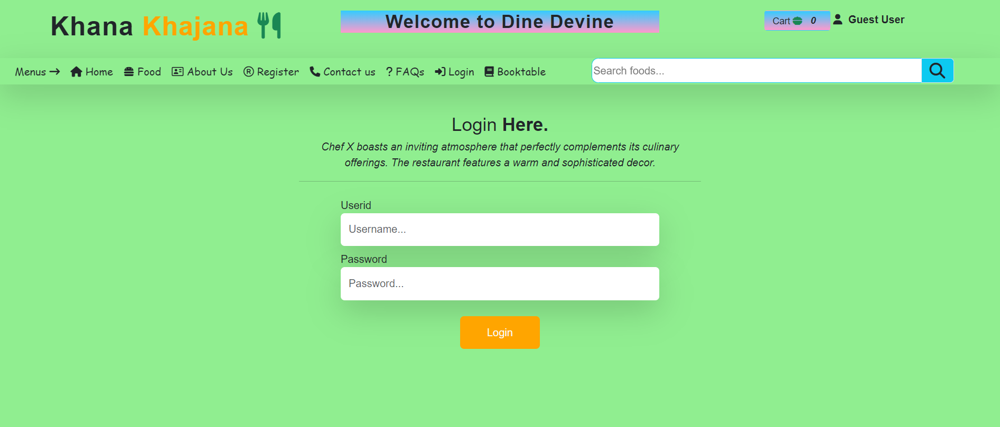 Khana Khajana
Welcome to Dine Devine
Cart 0 Guest User
Menus Home Food About Us ® Register Contact us ? FAQs Login Booktable
Search foods...
Login Here.
Chef X boasts an inviting atmosphere that perfectly complements its culinary
offerings. The restaurant features a warm and sophisticated decor.
Userid
Username...
Password
Password...
Login